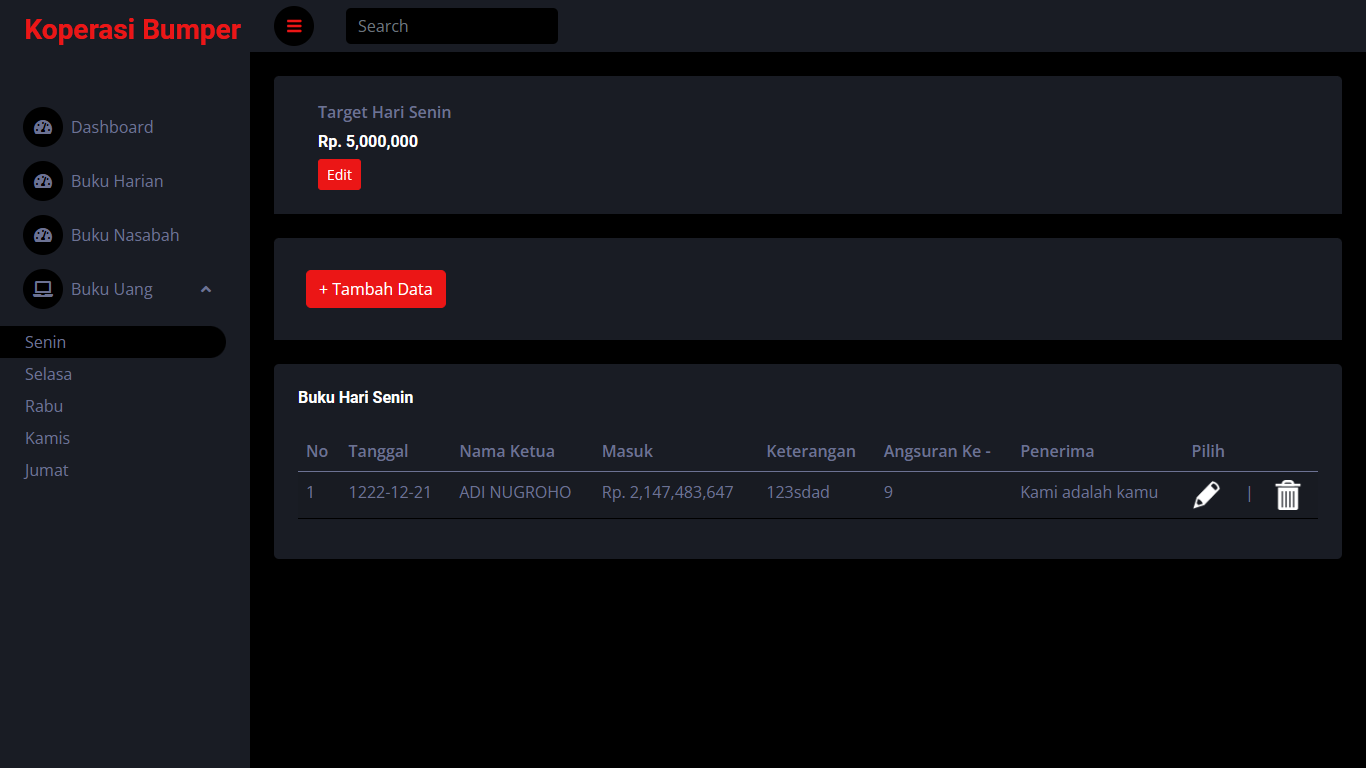 Koperasi Bumper
Search
Dashboard
Buku Harian
Buku Nasabah
Buku Uang
Senin
Selasa
Rabu
Kamis
Jumat
Target Hari Senin
Rp. 5,000,000
Edit
+ Tambah Data
Buku Hari Senin
No Tanggal Nama Ketua Masuk Keterangan Angsuran Ke - Penerima Pilih
1 1222-12-21 ADI NUGROHO Rp. 2,147,483,647 123sdad 9 Kami adalah kamu |